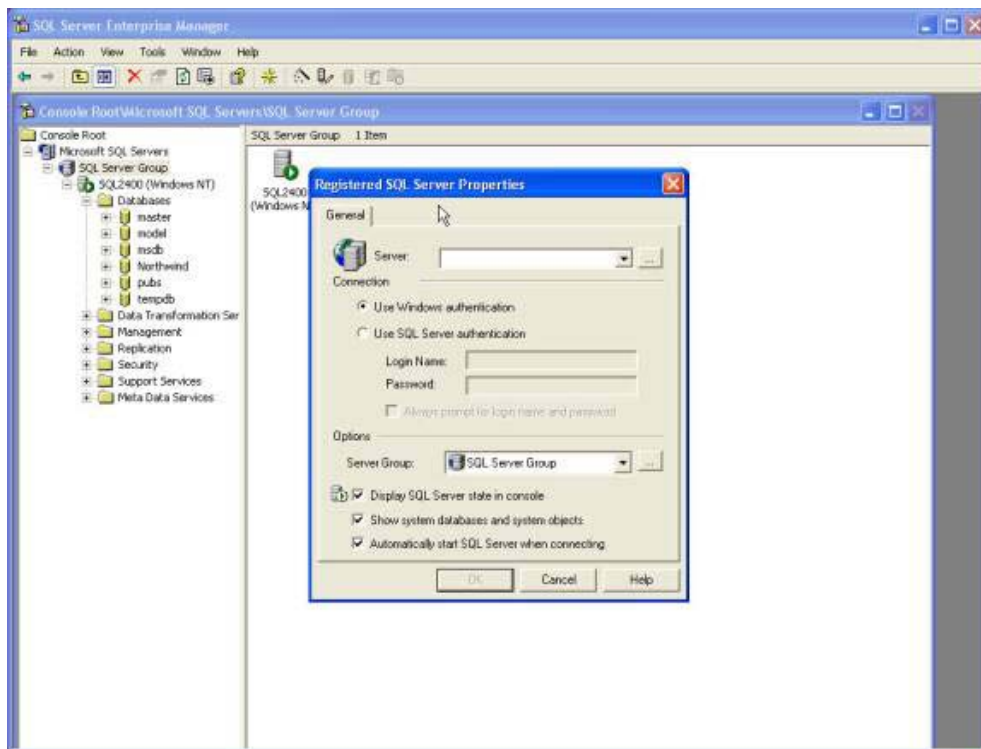 SQL Server Enterprise Manager
File Action View Tools Window Help
Console Root\Microsoft SQL Servers\SQL Server Group
Console Root
Microsoft SQL Servers
SQL Server Group
SQL2400 (Windows NT)
Databases
master
model
msdb
Northwind
pubs
tempdb
Data Transformation Ser
Management
Replication
Security
Support Services
Meta Data Services
SQL Server Group 1 Item
SQL2400
(Windows N
Registered SQL Server Properties
General
Server:
...
Connection
Use Windows authentication
Use SQL Server authentication
Login Name:
Password:
Always prompt for login name and password
Options
Server Group:
SQL Server Group
...
Display SQL Server state in console
Show system databases and system objects
Automatically start SQL Server when connecting
OK Cancel Help